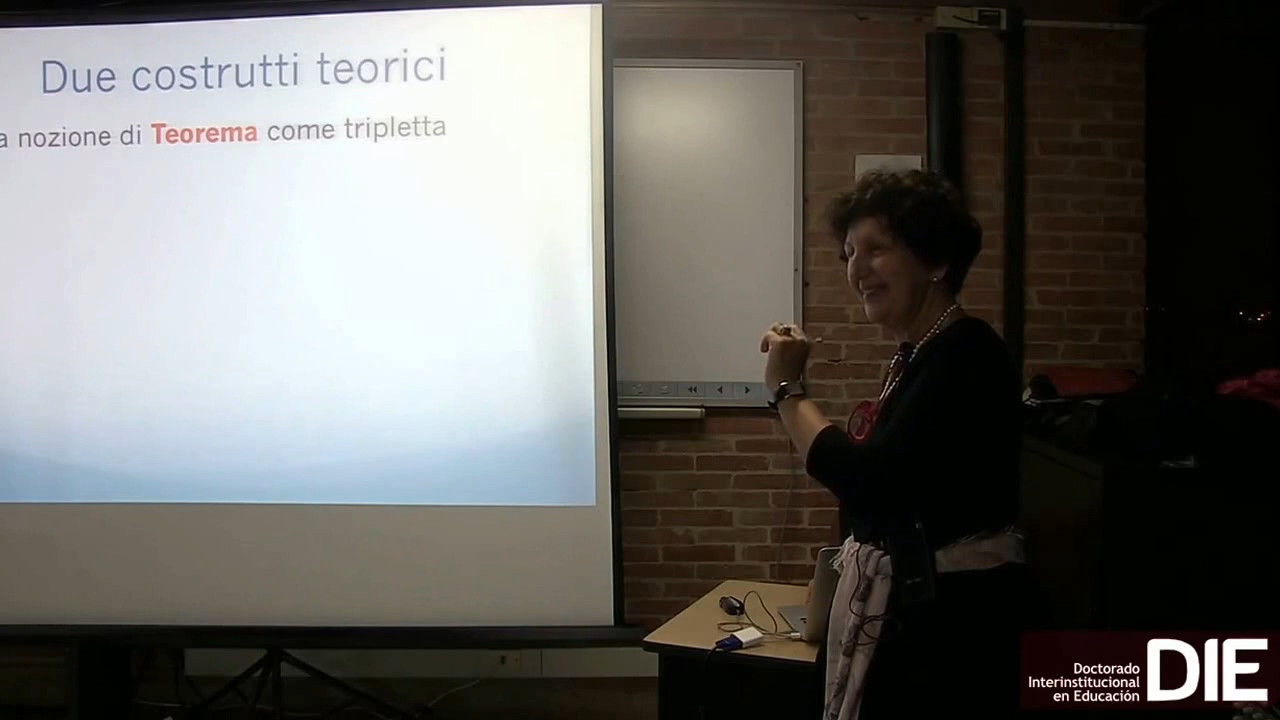 Due costrutti teorici
a nozione di Teorema come tripletta
Doctorado
Interinstitucional
en Educación
DIE